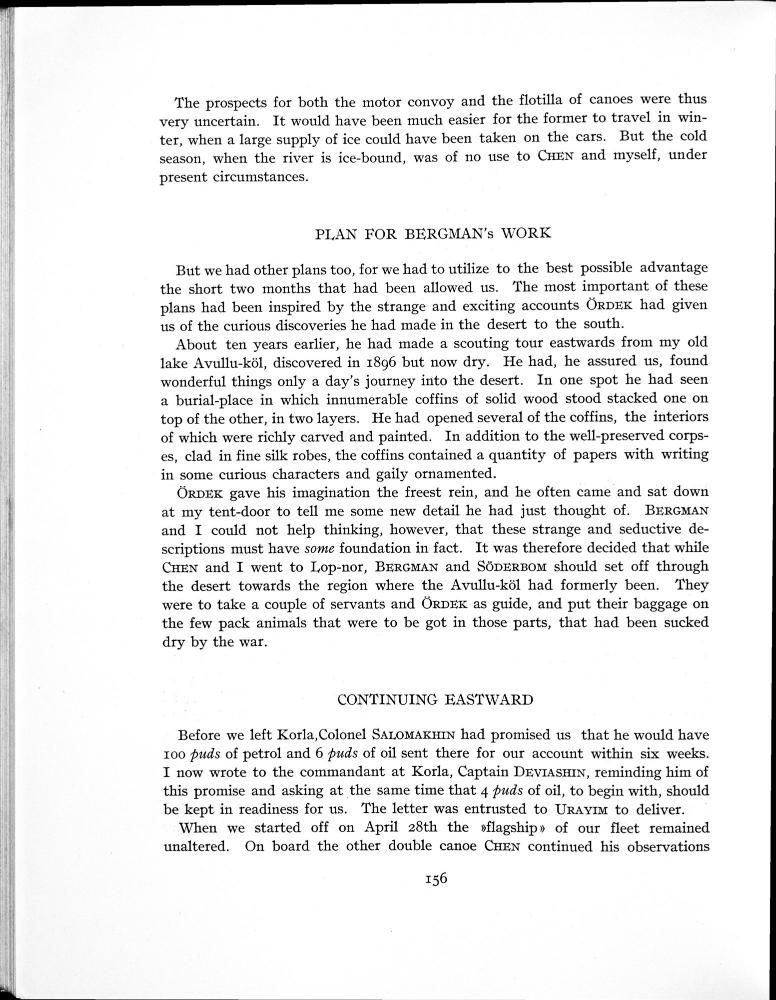 The prospects for both the motor convoy and the flotilla of canoes were thus
very uncertain. It would have been much easier for the former to travel in win-
ter, when a large supply of ice could have been taken on the cars. But the cold
season, when the river is ice-bound, was of no use to CHEN and myself, under
present circumstances.
PLAN FOR BERGMAN's WORK
But we had other plans too, for we had to utilize to the best possible advantage
the short two months that had been allowed us. The most important of these
plans had been inspired by the strange and exciting accounts ÖRDEK had given
us of the curious discoveries he had made in the desert to the south.
About ten years earlier, he had made a scouting tour eastwards from my old
lake Avullu-köl, discovered in 1896 but now dry. He had, he assured us, found
wonderful things only a day's journey into the desert. In one spot he had seen
a burial-place in which innumerable coffins of solid wood stood stacked one on
top of the other, in two layers. He had opened several of the coffins, the interiors
of which were richly carved and painted. In addition to the well-preserved corps-
es, clad in fine silk robes, the coffins contained a quantity of papers with writing
in some curious characters and gaily ornamented.
ÖRDEK gave his imagination the freest rein, and he often came and sat down
at my tent-door to tell me some new detail he had just thought of. BERGMAN
and I could not help thinking, however, that these strange and seductive de-
scriptions must have some foundation in fact. It was therefore decided that while
CHEN and I went to Lop-nor, BERGMAN and SÖDERBOM should set off through
the desert towards the region where the Avullu-köl had formerly been. They
were to take a couple of servants and ÖRDEK as guide, and put their baggage on
the few pack animals that were to be got in those parts, that had been sucked
dry by the war.
CONTINUING EASTWARD
Before we left Korla,Colonel SALOMAKHIN had promised us that he would have
100 puds of petrol and 6 puds of oil sent there for our account within six weeks.
I now wrote to the commandant at Korla, Captain DEVIASHIN, reminding him of
this promise and asking at the same time that 4 puds of oil, to begin with, should
be kept in readiness for us. The letter was entrusted to URAYIM to deliver.
When we started off on April 28th the »flagship» of our fleet remained
unaltered. On board the other double canoe CHEN continued his observations
156